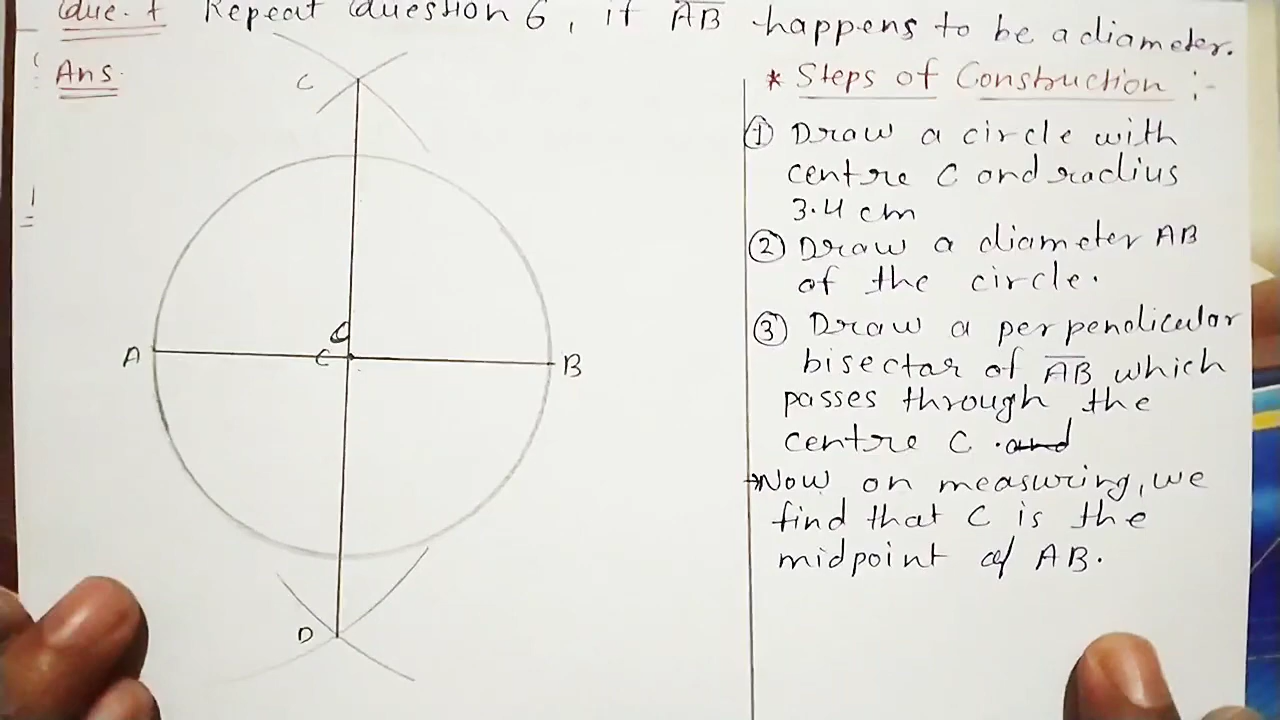 Que. 7 Repeat Question 6, if AB happens to be a diameter.
Ans.
C
C
C
A
B
D
* Steps of Construction :-
① Draw a circle with
centre C and radius
3.4 cm
② Draw a diameter AB
of the circle.
③ Draw a perpendicular
bisectar of AB which
passes through the
centre C .and
→Now on measuring, we
find that C is the
midpoint of AB.